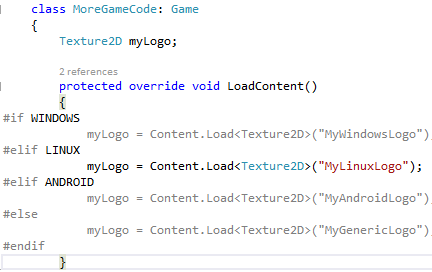 class MoreGameCode: Game
{
Texture2D myLogo;
2 references
protected override void LoadContent()
{
#if WINDOWS
myLogo = Content.Load<Texture2D>("MyWindowsLogo")
#elif LINUX
myLogo = Content.Load<Texture2D>("MyLinuxLogo");
#elif ANDROID
myLogo = Content.Load<Texture2D>("MyAndroidLogo")
#else
myLogo = Content.Load<Texture2D>("MyGenericLogo")
#endif
}